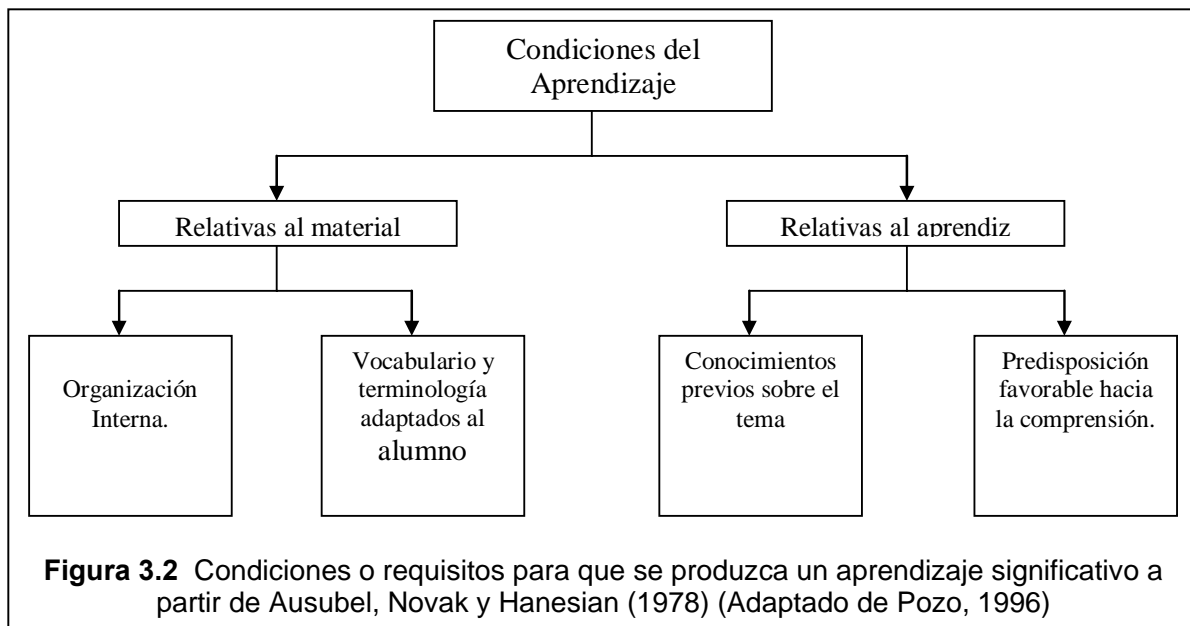 Condiciones del
Aprendizaje
Relativas al material
Relativas al aprendiz
Organización
Interna.
Vocabulario y
terminología
adaptados al
alumno
Conocimientos
previos sobre el
tema
Predisposición
favorable hacia
la comprensión.
Figura 3.2 Condiciones o requisitos para que se produzca un aprendizaje significativo a
partir de Ausubel, Novak y Hanesian (1978) (Adaptado de Pozo, 1996)